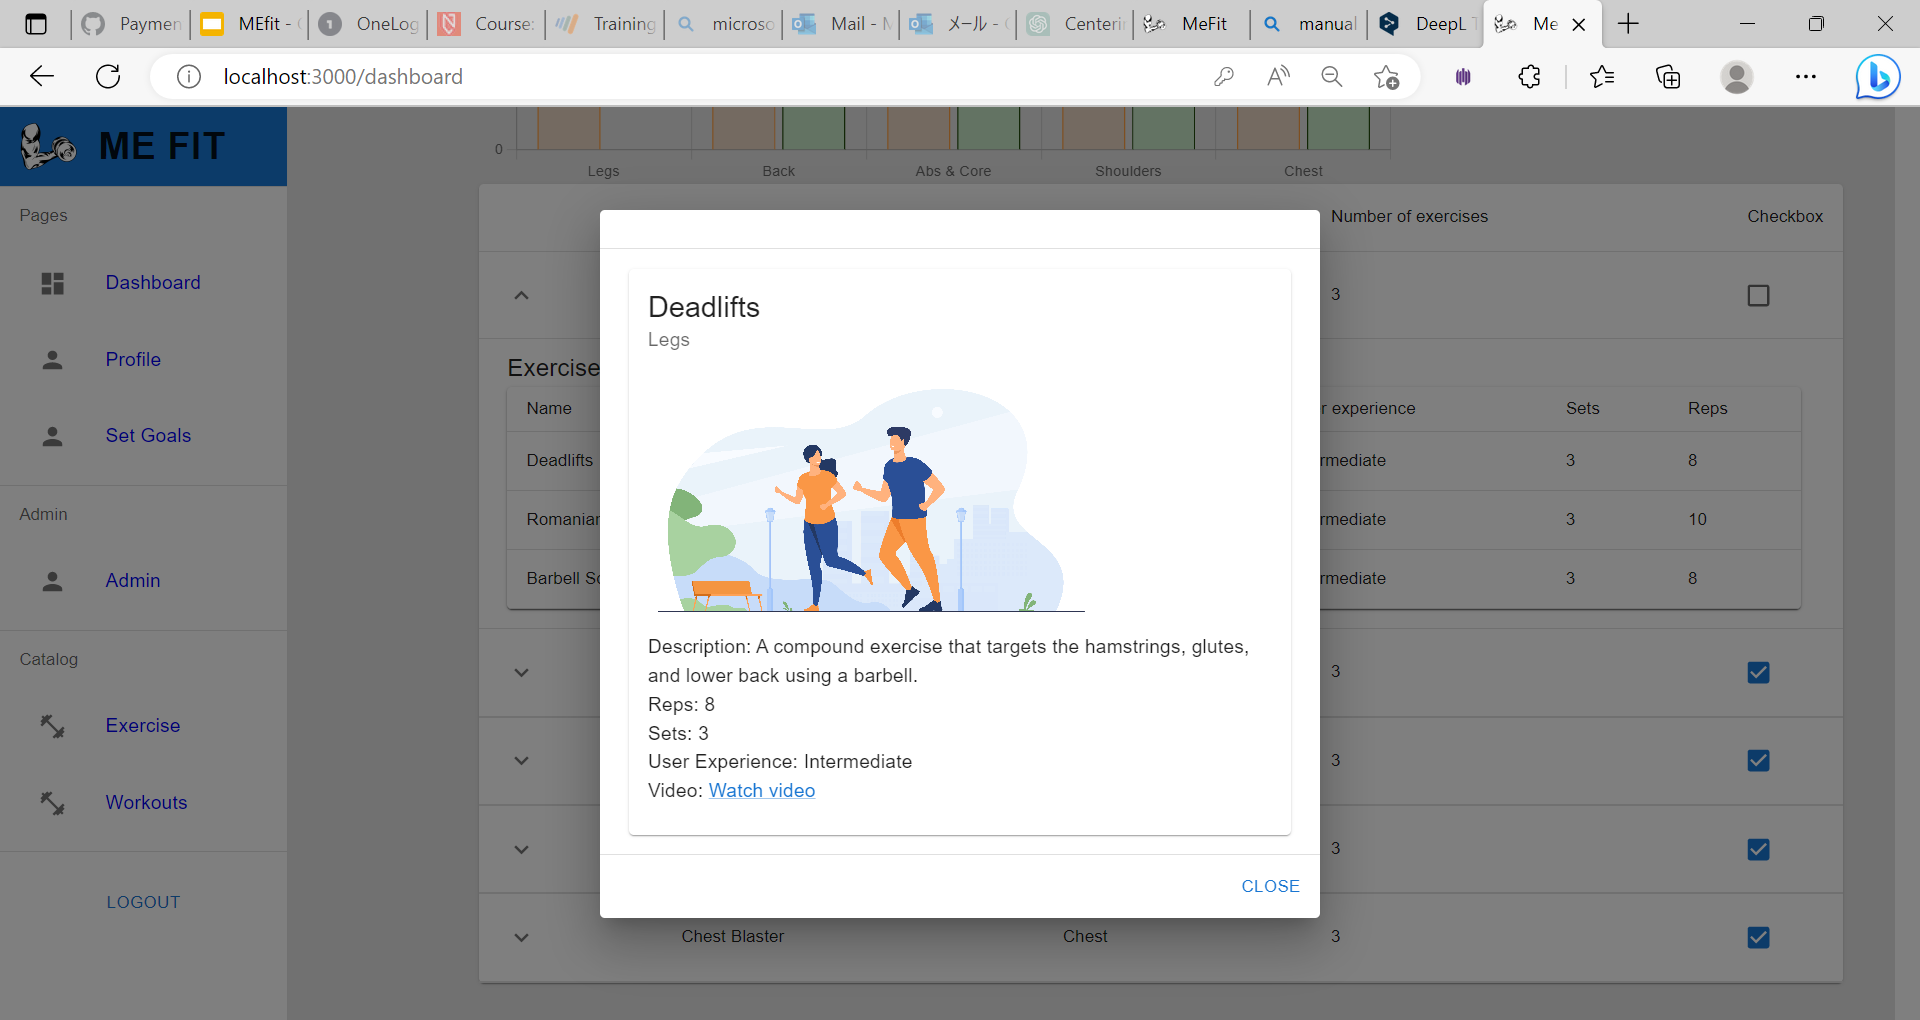 Paymen
MEfit -
OneLog
Course:
Training
microso
Mail -
メール -
Centerin
MeFit
manual
DeepL
Me
localhost:3000/dashboard
ME FIT
Pages
Dashboard
Profile
Set Goals
Admin
Admin
Catalog
Exercise
Workouts
LOGOUT
0
Legs Back Abs & Core Shoulders Chest
Number of exercises Checkbox
3
Exercise
Name r experience Sets Reps
Deadlifts rmediate 3 8
Romanian rmediate 3 10
Barbell Sq rmediate 3 8
3
3
3
Chest Blaster Chest 3
Deadlifts
Legs
Description: A compound exercise that targets the hamstrings, glutes,
and lower back using a barbell.
Reps: 8
Sets: 3
User Experience: Intermediate
Video: Watch video
CLOSE